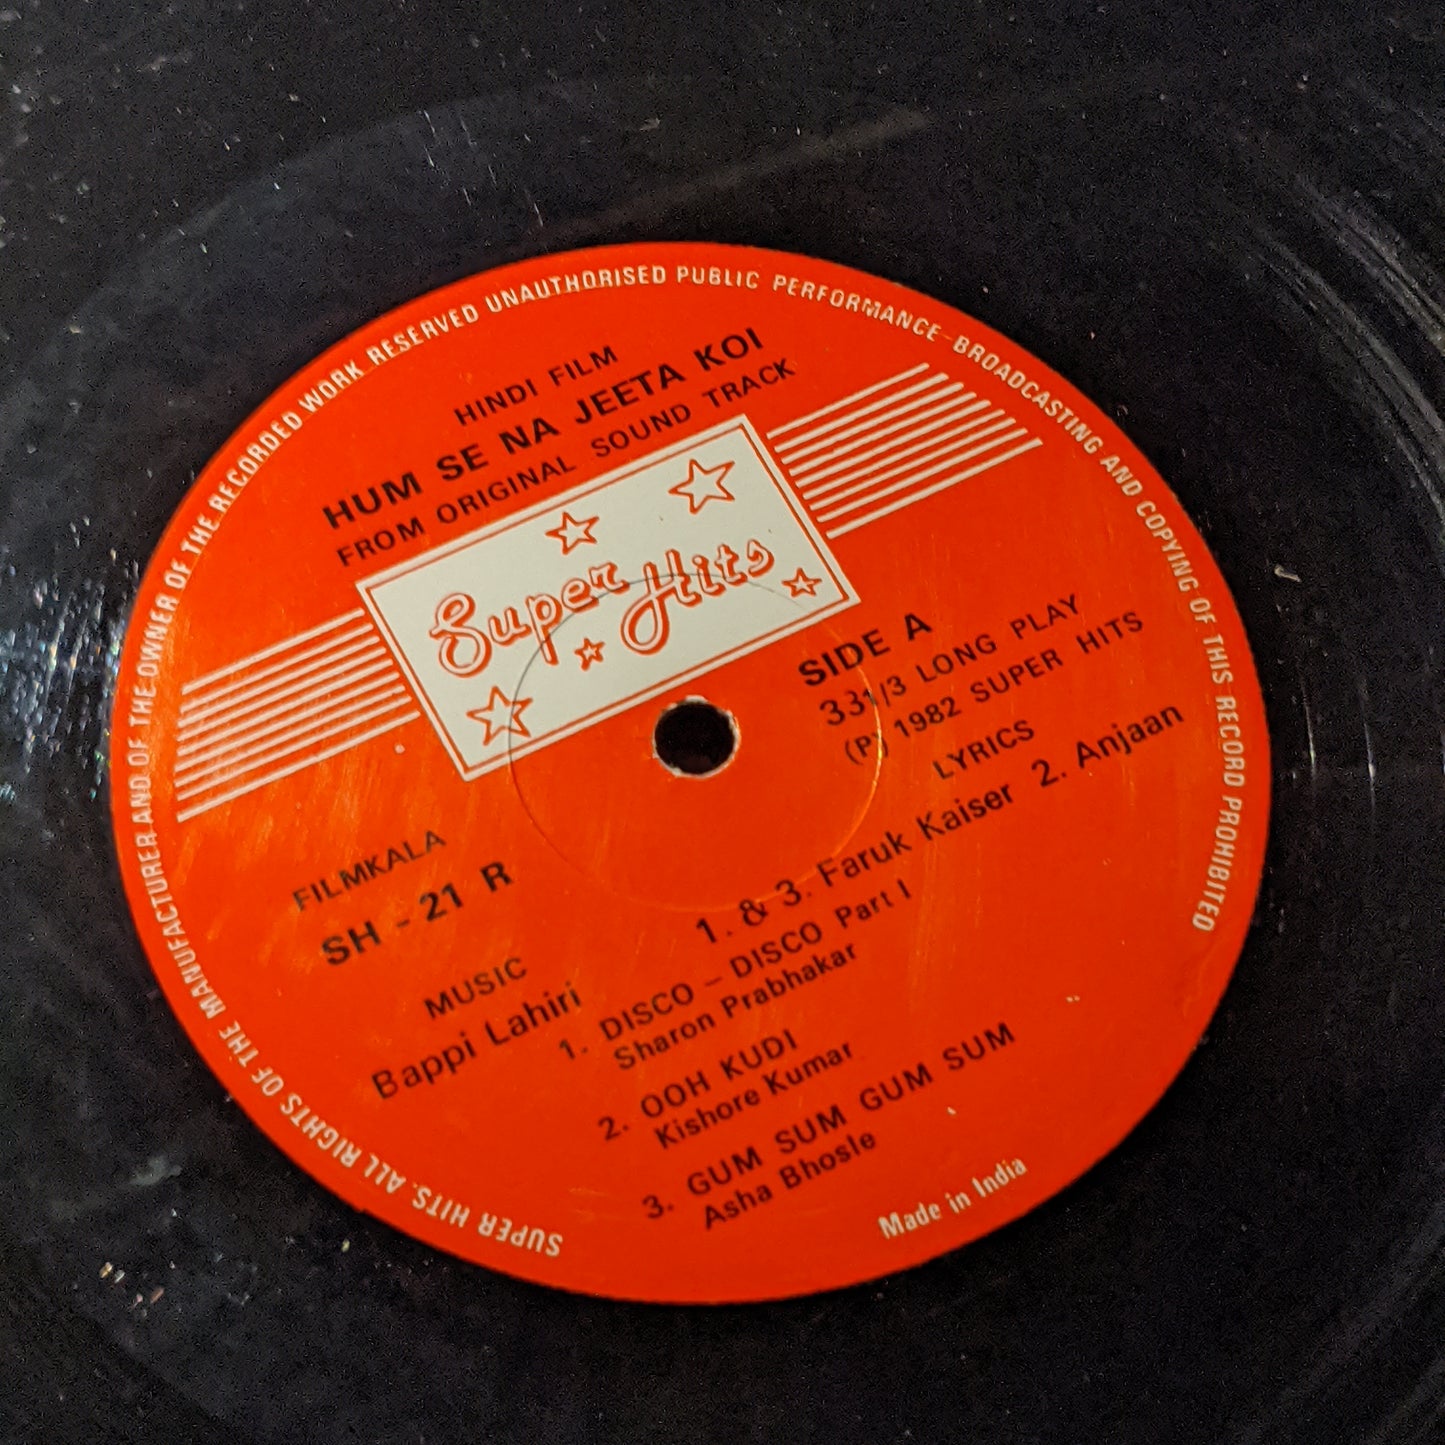 SUPER HITS. ALL RIGHTS OF THE MANUFACTURER AND OF THE OWNER OF THE RECORDED WORK RESERVED UNAUTHORISED PUBLIC PERFORMANCE-BROADCASTING AND COPYING OF THIS RECORD PROHIBITED
HINDI FILM
HUM SE NA JEETA KOI
FROM ORIGINAL SOUND TRACK
Super Hits
SIDE A
33 1/3 LONG PLAY
(P) 1982 SUPER HITS
FILMKALA
SH - 21 R
MUSIC
Bappi Lahiri
LYRICS
1. & 3. Faruk Kaiser 2. Anjaan
1. DISCO - DISCO Part I
Sharon Prabhakar
2. OOH KUDI
Kishore Kumar
3. GUM SUM GUM SUM
Asha Bhosle
Made in India